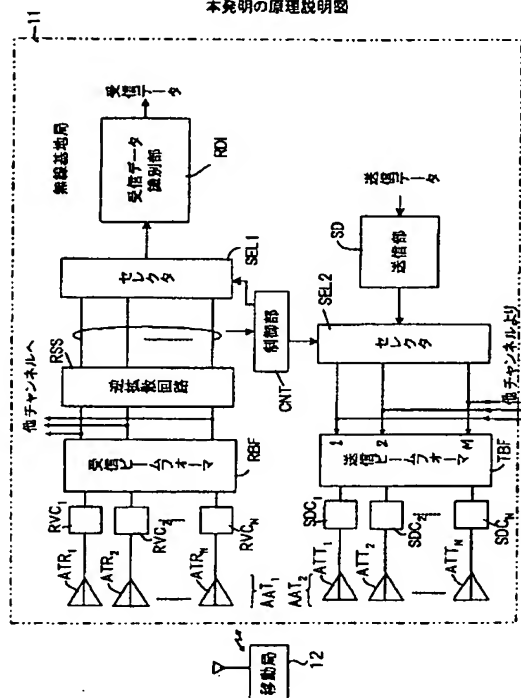 本発明の原理説明図
11
無線基地局
受信データ
受信データ
識別部
RDI
SEL1
セレクタ
RSS
逆拡散回路
他チャンネルへ
受信ビームフォーマ
RBF
RVC1
RVC2
RVCN
ATR1
ATR2
ATRN
AAT1
制御部
CNT
送信データ
SD
送信部
SEL2
セレクタ
他チャンネルより
1
2
M
送信ビームフォーマ
TBF
SDC1
SDC2
SDCN
ATT1
ATT2
ATTN
AAT2
移動局
12